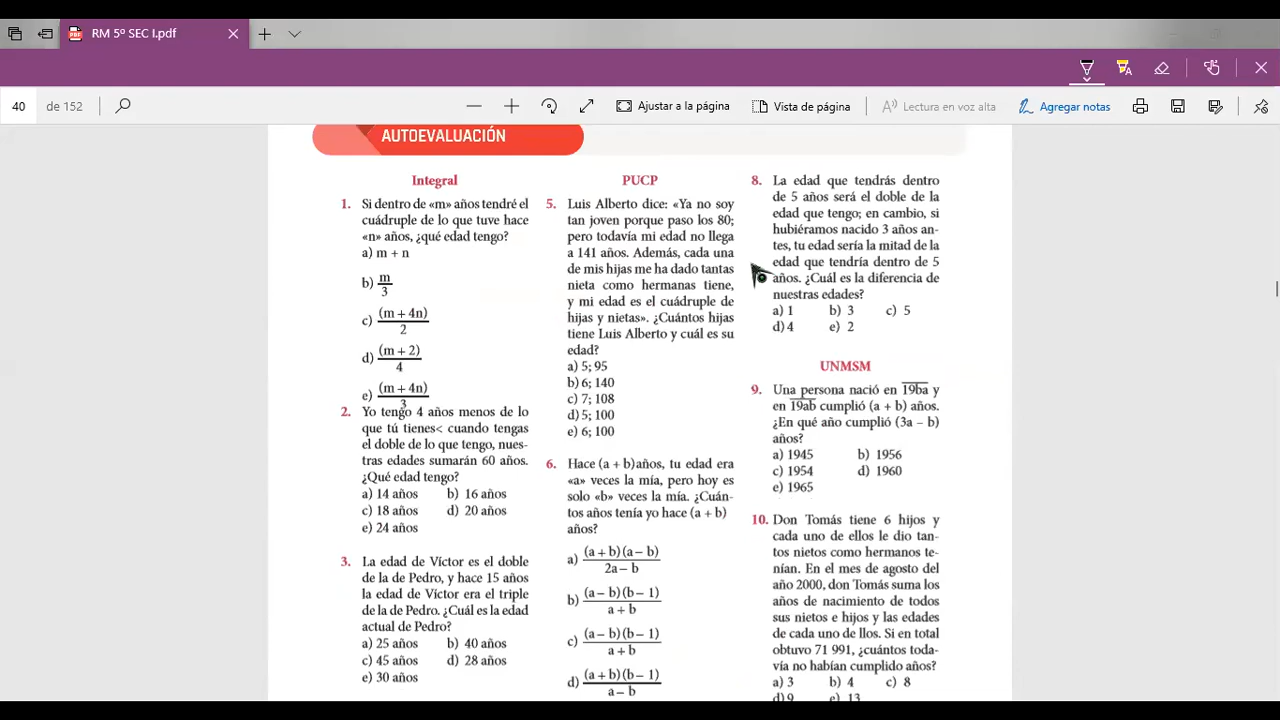 RM 5º SEC I.pdf
40 de 152
Ajustar a la página
Vista de página
Lectura en voz alta
Agregar notas
AUTOEVALUACIÓN
Integral
1. Si dentro de «m» años tendré el
cuádruple de lo que tuve hace
«n» años, ¿qué edad tengo?
a) m + n
b) m/3
c) (m + 4n)/2
d) (m + 2)/4
e) (m + 4n)/3
2. Yo tengo 4 años menos de lo
que tú tienes< cuando tengas
el doble de lo que tengo, nues-
tras edades sumarán 60 años.
¿Qué edad tengo?
a) 14 años b) 16 años
c) 18 años d) 20 años
e) 24 años
3. La edad de Víctor es el doble
de la de Pedro, y hace 15 años
la edad de Víctor era el triple
de la de Pedro. ¿Cuál es la edad
actual de Pedro?
a) 25 años b) 40 años
c) 45 años d) 28 años
e) 30 años
PUCP
5. Luis Alberto dice: «Ya no soy
tan joven porque paso los 80;
pero todavía mi edad no llega
a 141 años. Además, cada una
de mis hijas me ha dado tantas
nieta como hermanas tiene,
y mi edad es el cuádruple de
hijas y nietas». ¿Cuántos hijas
tiene Luis Alberto y cuál es su
edad?
a) 5; 95
b) 6; 140
c) 7; 108
d) 5; 100
e) 6; 100
6. Hace (a + b)años, tu edad era
«a» veces la mía, pero hoy es
solo «b» veces la mía. ¿Cuán-
tos años tenía yo hace (a + b)
años?
a) (a + b)(a – b)/2a – b
b) (a – b)(b – 1)/a + b
c) (a – b)(b – 1)/a + b
d) (a + b)(b – 1)/a – b
8. La edad que tendrás dentro
de 5 años será el doble de la
edad que tengo; en cambio, si
hubiéramos nacido 3 años an-
tes, tu edad sería la mitad de la
edad que tendría dentro de 5
años. ¿Cuál es la diferencia de
nuestras edades?
a) 1 b) 3 c) 5
d) 4 e) 2
UNMSM
9. Una persona nació en 19ba y
en 19ab cumplió (a + b) años.
¿En qué año cumplió (3a – b)
años?
a) 1945 b) 1956
c) 1954 d) 1960
e) 1965
10. Don Tomás tiene 6 hijos y
cada uno de ellos le dio tan-
tos nietos como hermanos te-
nían. En el mes de agosto del
año 2000, don Tomás suma los
años de nacimiento de todos
sus nietos e hijos y las edades
de cada uno de llos. Si en total
obtuvo 71 991, ¿cuántos toda-
vía no habían cumplido años?
a) 3 b) 4 c) 8
d) 9 e) 13